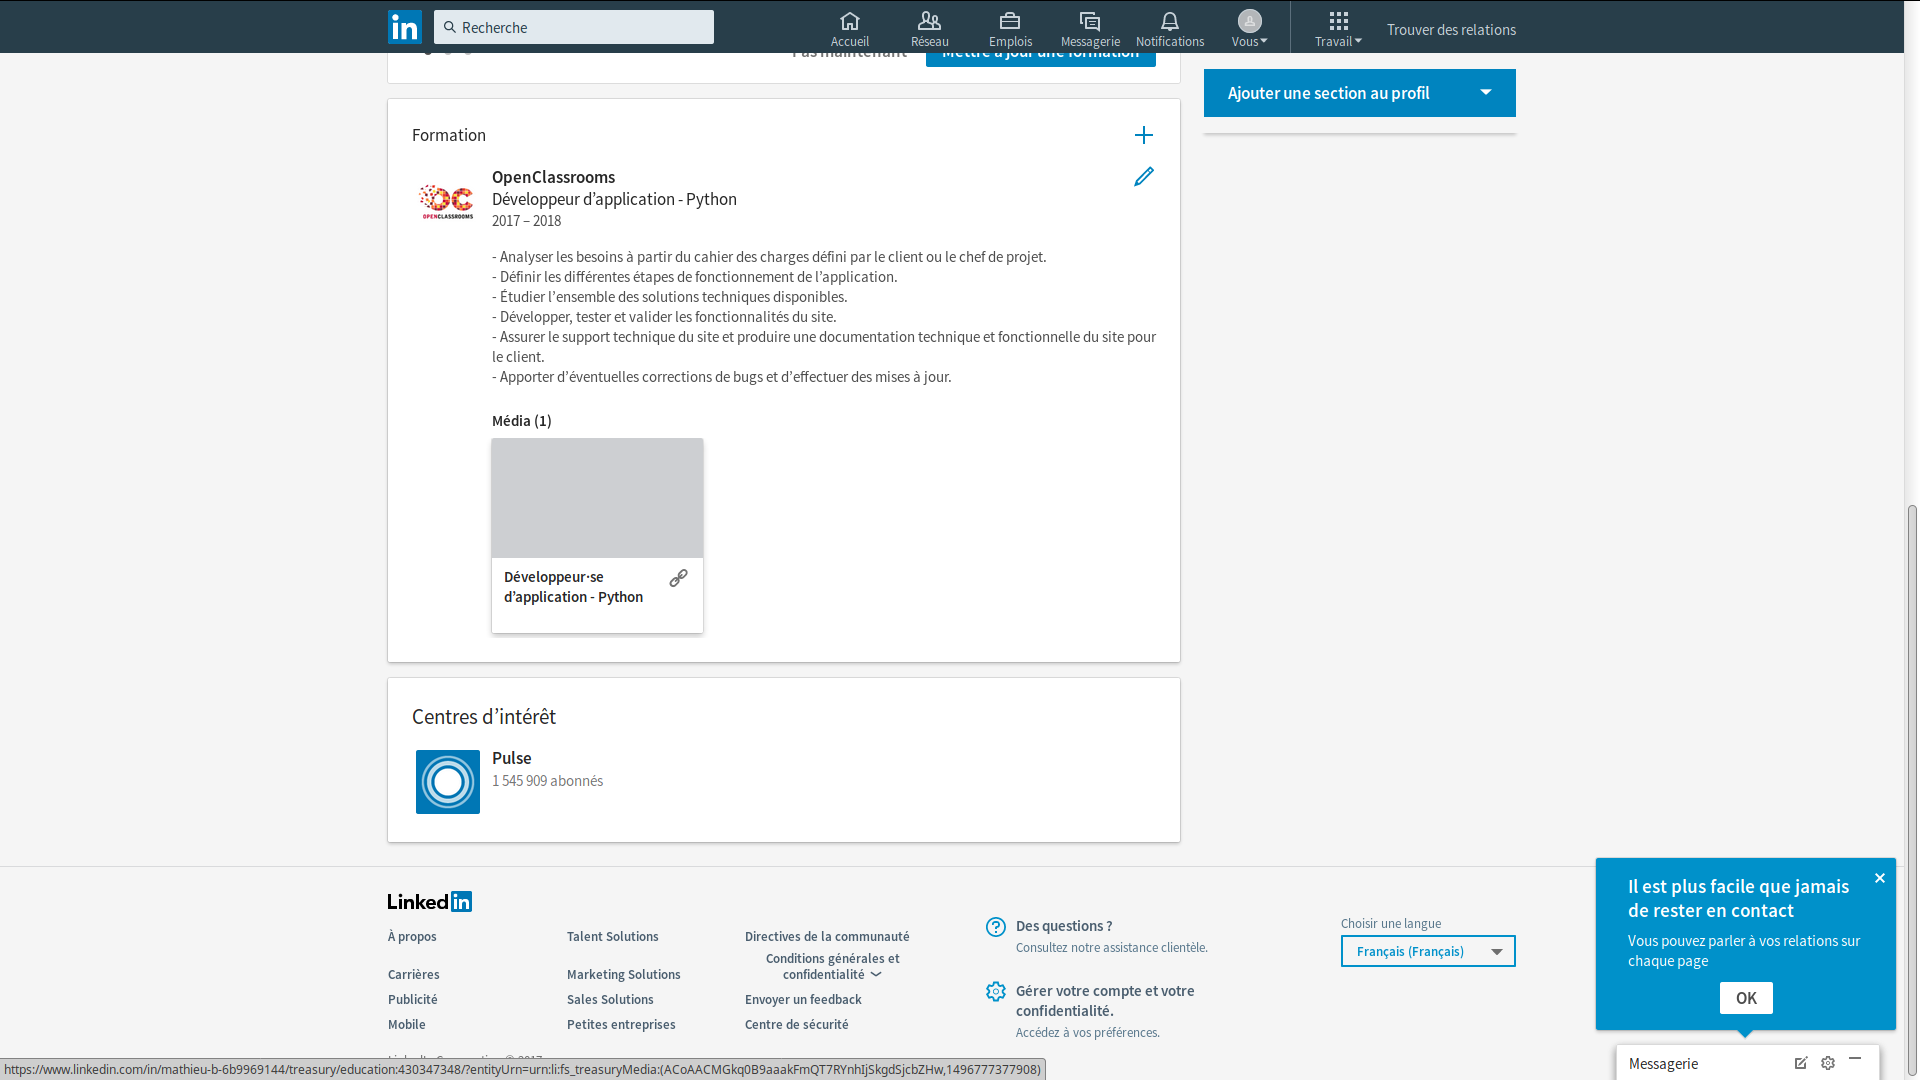 in
Recherche
Accueil
Réseau
Emplois
Messagerie
Notifications
Vous
Travail
Trouver des relations
Pas maintenant
Mettre à jour une formation
Ajouter une section au profil
Formation
OpenClassrooms
Développeur d’application - Python
2017 – 2018
OC
OPENCLASSROOMS
- Analyser les besoins à partir du cahier des charges défini par le client ou le chef de projet.
- Définir les différentes étapes de fonctionnement de l’application.
- Étudier l’ensemble des solutions techniques disponibles.
- Développer, tester et valider les fonctionnalités du site.
- Assurer le support technique du site et produire une documentation technique et fonctionnelle du site pour
le client.
- Apporter d’éventuelles corrections de bugs et d’effectuer des mises à jour.
Média (1)
Développeur·se
d’application - Python
Centres d’intérêt
Pulse
1 545 909 abonnés
Linked in
À propos
Talent Solutions
Directives de la communauté
Carrières
Marketing Solutions
Conditions générales et
confidentialité
Publicité
Sales Solutions
Envoyer un feedback
Mobile
Petites entreprises
Centre de sécurité
Des questions ?
Consultez notre assistance clientèle.
Gérer votre compte et votre
confidentialité.
Accédez à vos préférences.
Choisir une langue
Français (Français)
Il est plus facile que jamais
de rester en contact
Vous pouvez parler à vos relations sur
chaque page
OK
Messagerie
LinkedIn Corporation © 2017
https://www.linkedin.com/in/mathieu-b-6b9969144/treasury/education:430347348/?entityUrn=urn:li:fs_treasuryMedia:(ACoAACMGkq0B9aaakFmQT7RYnhIjSkgdSjcbZHw,1496777377908)